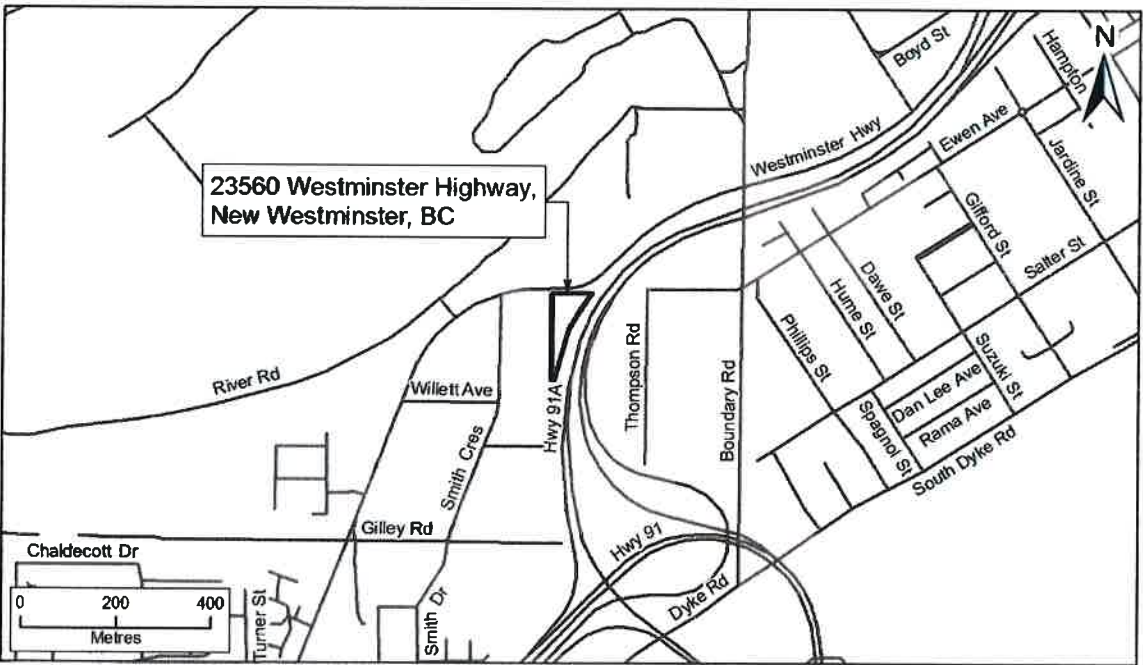 Boyd St
Hampton
N
Westminster Hwy
Ewen Ave
Jardine St
23560 Westminster Highway,
New Westminster, BC
Gifford St
Salter St
Dawe St
Hume St
Phillips St
Suzuki St
River Rd
Willett Ave
Hwy 91A
Thompson Rd
Boundary Rd
Dan Lee Ave
Rama Ave
Spagnol St
South Dyke Rd
Smith Cres
Gilley Rd
Hwy 91
Chaldecott Dr
Dyke Rd
0 200 400
Metres
Turner St
Smith Dr